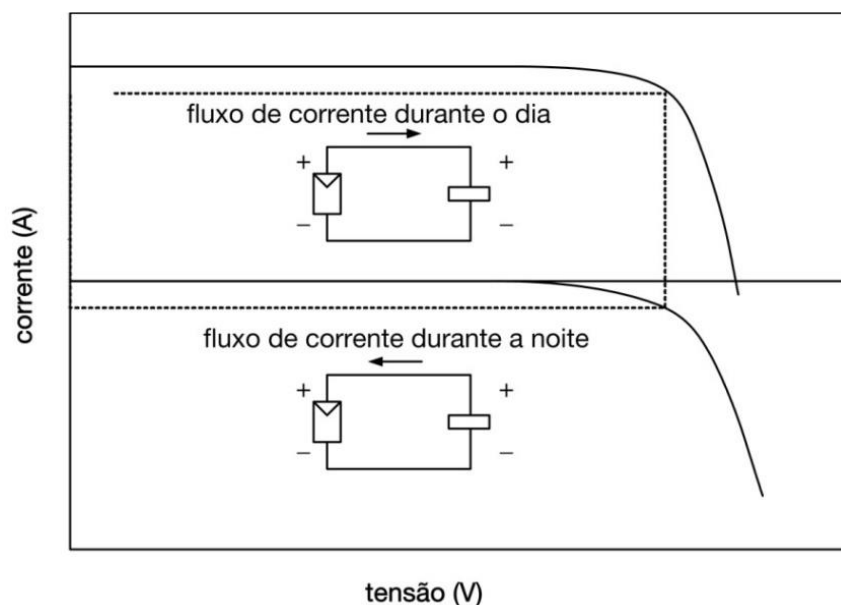 corrente (A)
fluxo de corrente durante o dia
+ +
− −
fluxo de corrente durante a noite
+ +
− −
tensão (V)